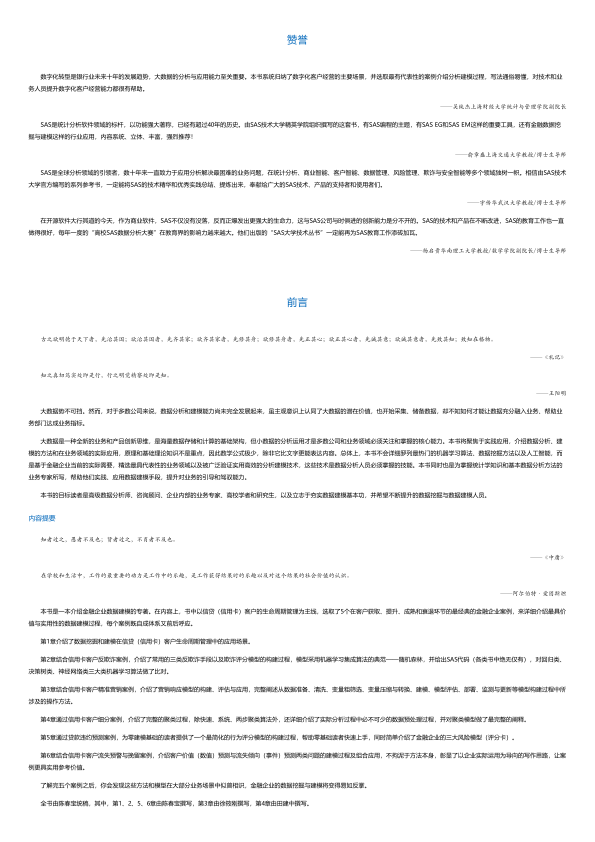 赞誉
数字化转型是银行业未来十年的发展趋势，大数据的分析与应用能力至关重要。本书系统归纳了数字化客户经营的主要场景，并选取最有代表性的案例介绍分析建模过程，写法通俗易懂，对技术和业
务人员提升数字化客户经营能力都很有帮助。
——吴纯杰上海财经大学统计与管理学院副院长
SAS是统计分析软件领域的标杆，以功能强大著称，已经有超过40年的历史。由SAS技术大学精英学院组织撰写的这套书，有SAS编程的主题，有SAS EG和SAS EM这样的重要工具，还有金融数据挖
掘与建模这样的行业应用，内容系统，立体，丰富，强烈推荐！
——俞章盛上海交通大学教授/博士生导师
SAS是全球分析领域的引领者，数十年来一直致力于应用分析解决最困难的业务问题，在统计分析、商业智能、客户智能、数据管理、风险管理、欺诈与安全智能等多个领域独树一帜。相信由SAS技术
大学官方编写的系列参考书，一定能将SAS的技术精华和优秀实践总结，提炼出来，奉献给广大的SAS技术，产品的支持者和使用者们。
——宇传华武汉大学教授/博士生导师
在开源软件大行其道的今天，作为商业软件，SAS不仅没有没落，反而正爆发出更强大的生命力，这与SAS公司与时俱进的创新能力是分不开的。SAS的技术和产品在不断改进，SAS的教育工作也一直
做得很好，每年一度的“高校SAS数据分析大赛”在教育界的影响力越来越大。他们出版的“SAS大学技术丛书”一定能再为SAS教育工作添砖加瓦。
——杨启贵华南理工大学教授/数学学院副院长/博士生导师
前言
古之欲明德于天下者，先治其国；欲治其国者，先齐其家；欲齐其家者，先修其身；欲修其身者，先正其心；欲正其心者，先诚其意；欲诚其意者，先致其知；致知在格物。
——《礼记》
知之真切笃实处即是行，行之明觉精察处即是知。
——王阳明
大数据势不可挡。然而，对于多数公司来说，数据分析和建模能力尚未完全发展起来，虽主观意识上认同了大数据的潜在价值，也开始采集、储备数据，却不知如何才能让数据充分融入业务、帮助业
务部门达成业务指标。
大数据是一种全新的业务和产品创新思维，是海量数据存储和计算的基础架构，但小数据的分析运用才是多数公司和业务领域必须关注和掌握的核心能力。本书将聚焦于实践应用，介绍数据分析、建
模的方法和在业务领域的实际应用，原理和基础理论知识不是重点，因此数学公式极少，除非它比文字更能表达内容。总体上，本书不会详细罗列最热门的机器学习算法、数据挖掘方法以及人工智能，而
是基于金融企业当前的实际需要，精选最具代表性的业务领域以及被广泛验证实用高效的分析建模技术，这些技术是数据分析人员必须掌握的技能。本书同时也是为掌握统计学知识和基本数据分析方法的
业务专家所写，帮助他们实践、应用数据建模手段，提升对业务的引导和驾驭能力。
本书的目标读者是高级数据分析师、咨询顾问、企业内部的业务专家、高校学者和研究生，以及立志于夯实数据建模基本功，并希望不断提升的数据挖掘与数据建模人员。
内容提要
知者过之，愚者不及也；贤者过之，不肖者不及也。
——《中庸》
在学校和生活中，工作的最重要的动力是工作中的乐趣，是工作获得结果时的乐趣以及对这个结果的社会价值的认识。
——阿尔伯特·爱因斯坦
本书是一本介绍金融企业数据建模的专著。在内容上，书中以信贷（信用卡）客户的生命周期管理为主线，选取了5个在客户获取、提升、成熟和衰退环节的最经典的金融企业案例，来详细介绍最具价
值与实用性的数据建模过程，每个案例既自成体系又前后呼应。
第1章介绍了数据挖掘和建模在信贷（信用卡）客户生命周期管理中的应用场景。
第2章结合信用卡客户反欺诈案例，介绍了常用的三类反欺诈手段以及欺诈评分模型的构建过程，模型采用机器学习集成算法的典范——随机森林，并给出SAS代码（各类书中绝无仅有），对回归类、
决策树类、神经网络类三大类机器学习算法做了比对。
第3章结合信用卡客户精准营销案例，介绍了营销响应模型的构建、评估与应用，完整阐述从数据准备、清洗、变量粗筛选、变量压缩与转换、建模、模型评估、部署、监测与更新等模型构建过程中所
涉及的操作方法。
第4章通过信用卡客户细分案例，介绍了完整的聚类过程，除快速、系统、两步聚类算法外，还详细介绍了实际分析过程中必不可少的数据预处理过程，并对聚类模型做了最完整的阐释。
第5章通过贷款违约预测案例，为零建模基础的读者提供了一个最简化的行为评分模型的构建过程，帮助零基础读者快速上手，同时简单介绍了金融企业的三大风险模型（评分卡）。
第6章结合信用卡客户流失预警与挽留案例，介绍客户价值（数值）预测与流失倾向（事件）预测两类问题的建模过程及组合应用，不拘泥于方法本身，彰显了以企业实际运用为导向的写作思路，让案
例更具实用参考价值。
了解完五个案例之后，你会发现这些方法和模型在大部分业务场景中似曾相识，金融企业的数据挖掘与建模将变得易如反掌。
全书由陈春宝统稿，其中，第1、2、5、6章由陈春宝撰写，第3章由徐筱刚撰写，第4章由田建中撰写。